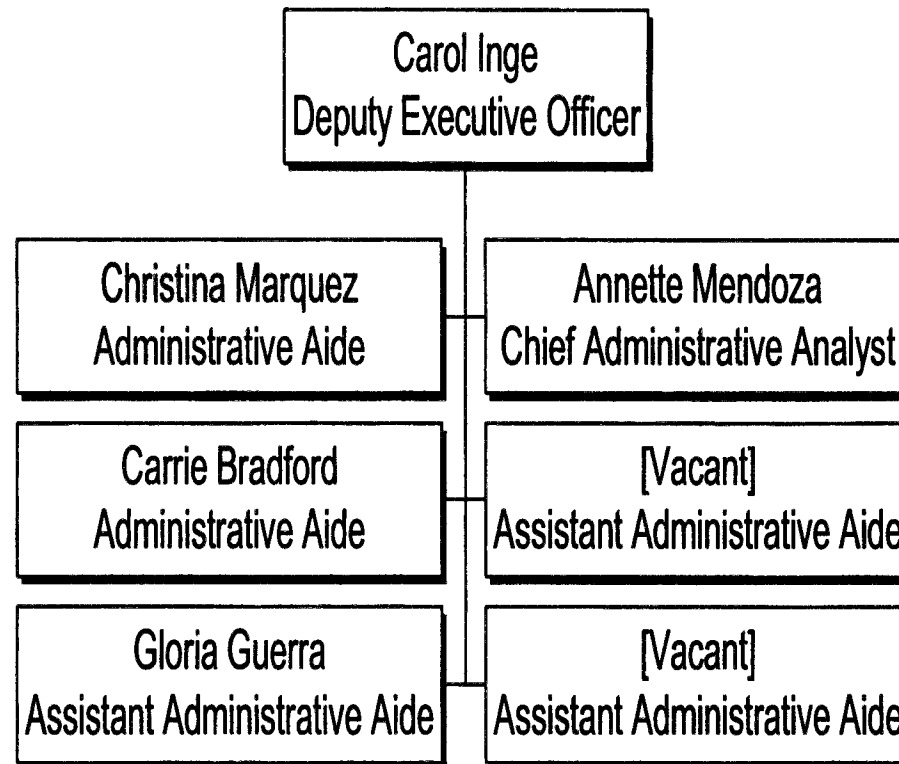 Carol Inge
Deputy Executive Officer
Christina Marquez
Administrative Aide
Annette Mendoza
Chief Administrative Analyst
Carrie Bradford
Administrative Aide
[Vacant]
Assistant Administrative Aide
Gloria Guerra
Assistant Administrative Aide
[Vacant]
Assistant Administrative Aide